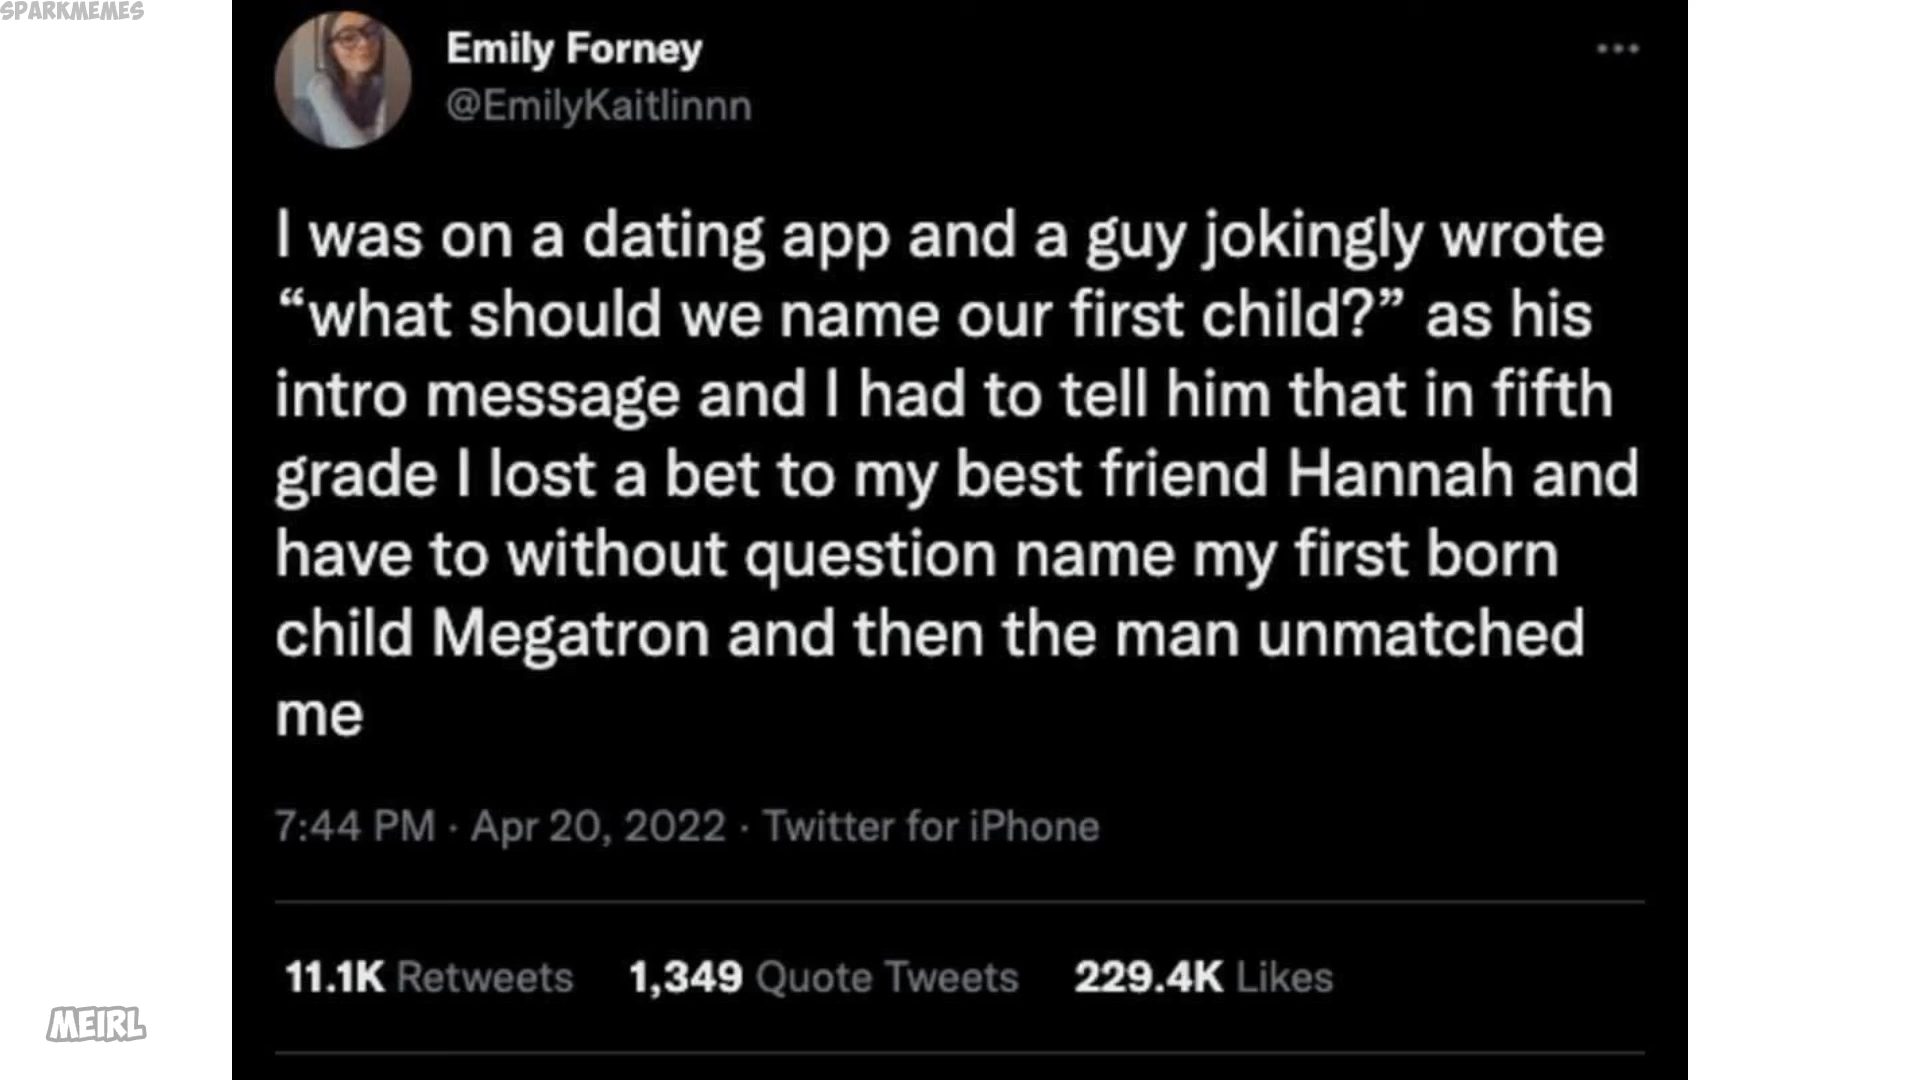 SPARKMEMES
Emily Forney
@EmilyKaitlinnn
I was on a dating app and a guy jokingly wrote
“what should we name our first child?” as his
intro message and I had to tell him that in fifth
grade I lost a bet to my best friend Hannah and
have to without question name my first born
child Megatron and then the man unmatched
me
7:44 PM · Apr 20, 2022 · Twitter for iPhone
11.1K Retweets 1,349 Quote Tweets 229.4K Likes
MEIRL